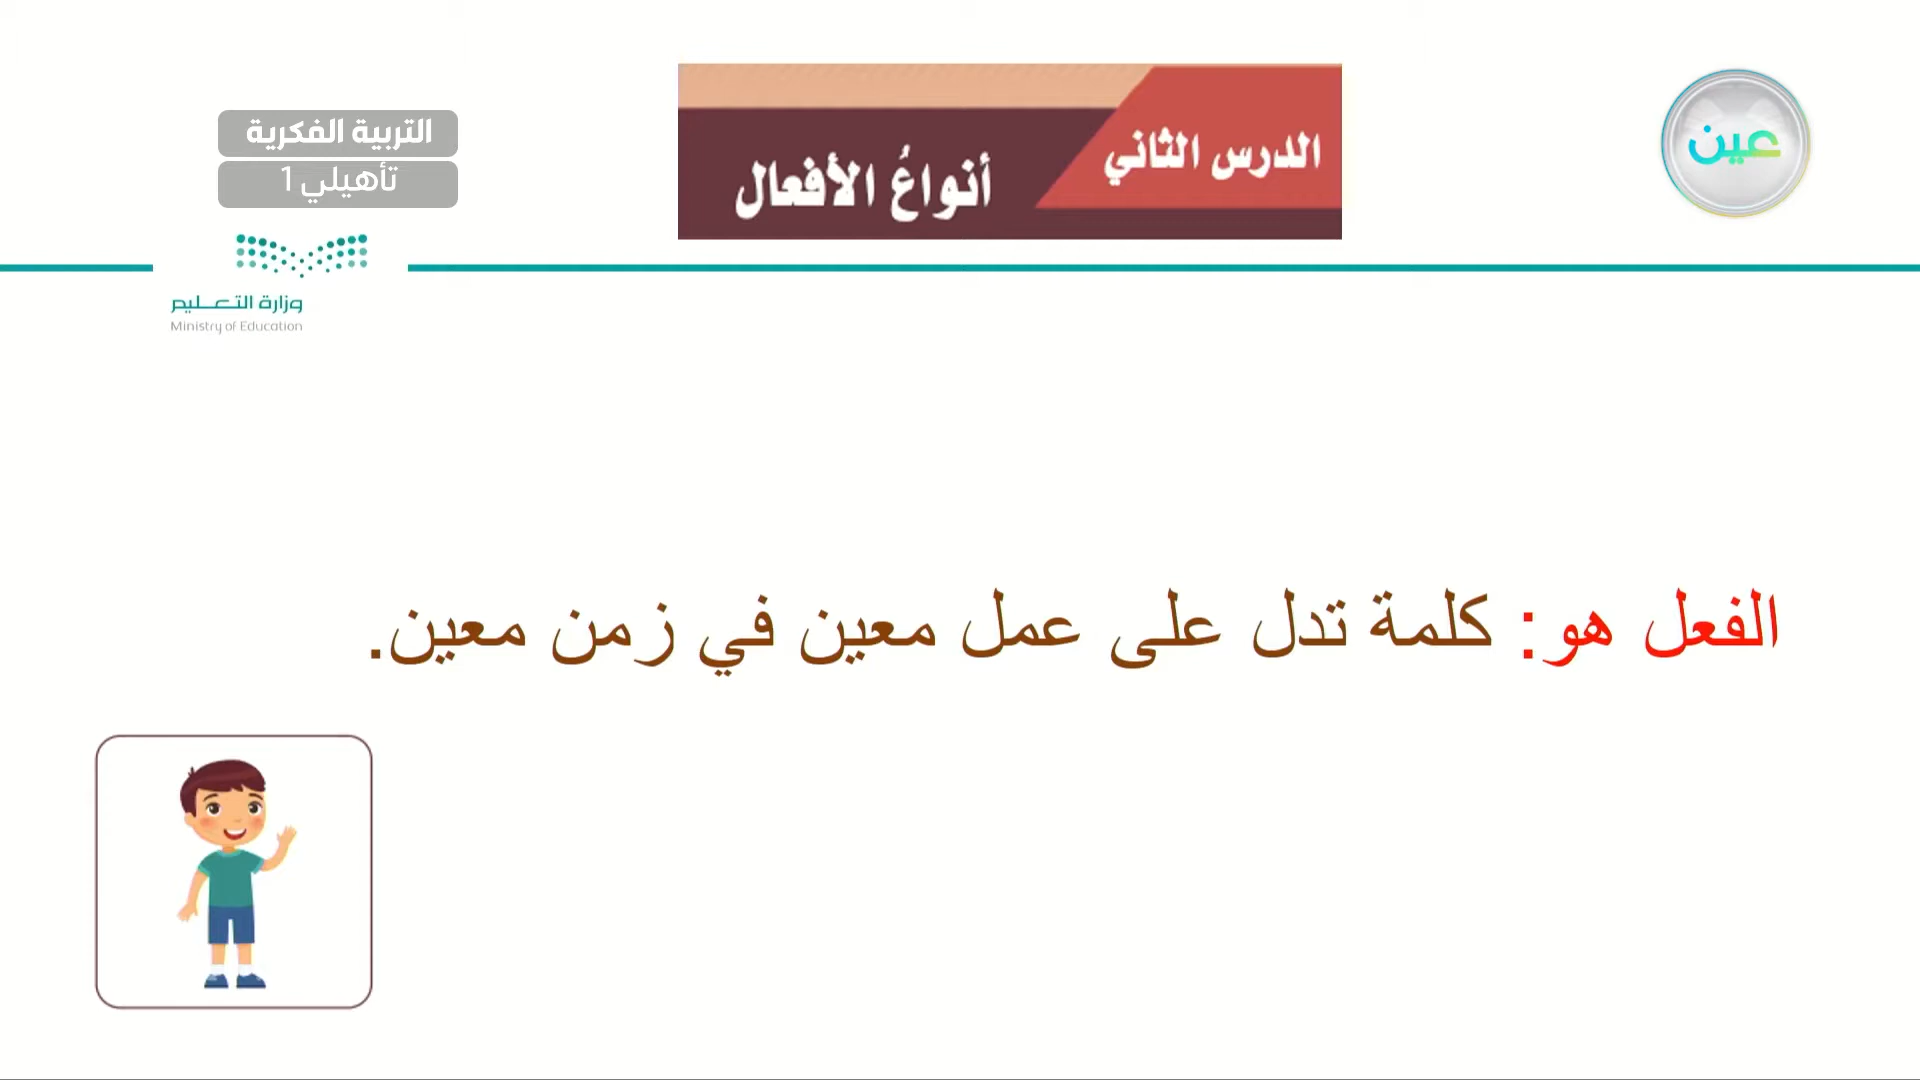 عين
الدرس الثاني
أنواعُ الأفعال
التربية الفكرية
تأهيلي 1
وزارة التعليم
Ministry of Education
الفعل هو: كلمة تدل على عمل معين في زمن معين.